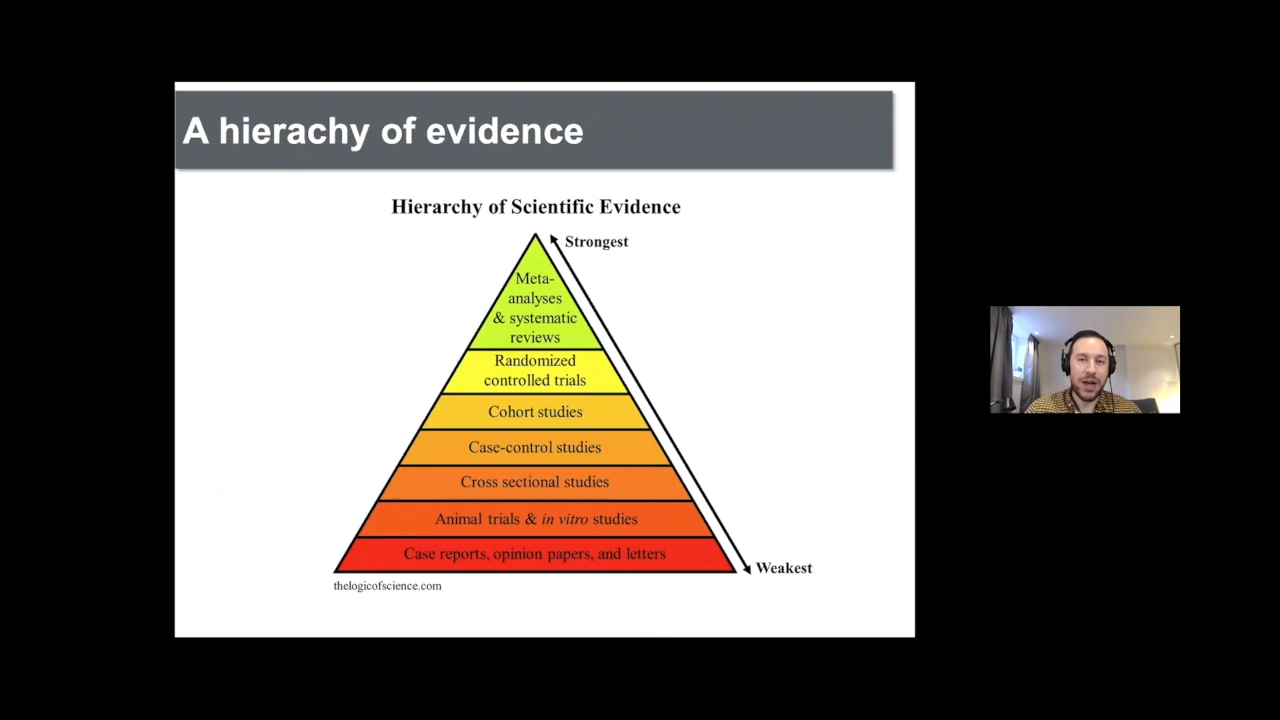 A hierachy of evidence
Hierarchy of Scientific Evidence
Strongest
Meta-
analyses
& systematic
reviews
Randomized
controlled trials
Cohort studies
Case-control studies
Cross sectional studies
Animal trials & in vitro studies
Case reports, opinion papers, and letters
Weakest
thelogicofscience.com